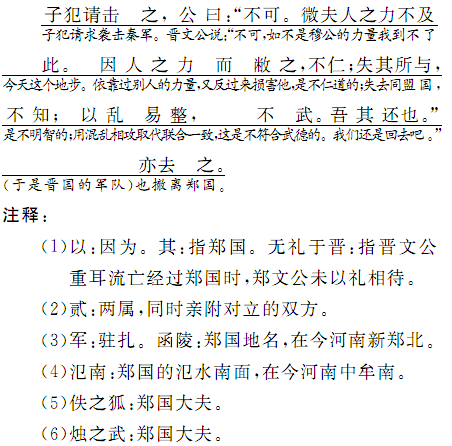 子犯请击 之，公曰：“不可。微夫人之力不及
子犯请求袭击秦军。晋文公说：“不可，如不是穆公的力量我到不了
此。 因人之力 而 敝之，不仁；失其所与，
今天这个地步。依靠过别人的力量，又反过来损害他，是不仁道的；失去同盟国，
不知； 以乱 易整， 不 武。吾其还也。”
是不明智的；用混乱相攻取代联合一致，这是不符合武德的。我们还是回去吧。”
亦去 之。
（于是晋国的军队）也撤离郑国。
注释：
（1）以：因为。其：指郑国。无礼于晋：指晋文公
重耳流亡经过郑国时，郑文公未以礼相待。
（2）贰：两属，同时亲附对立的双方。
（3）军：驻扎。函陵：郑国地名，在今河南新郑北。
（4）氾南：郑国的氾水南面，在今河南中牟南。
（5）佚之狐：郑国大夫。
（6）烛之武：郑国大夫。